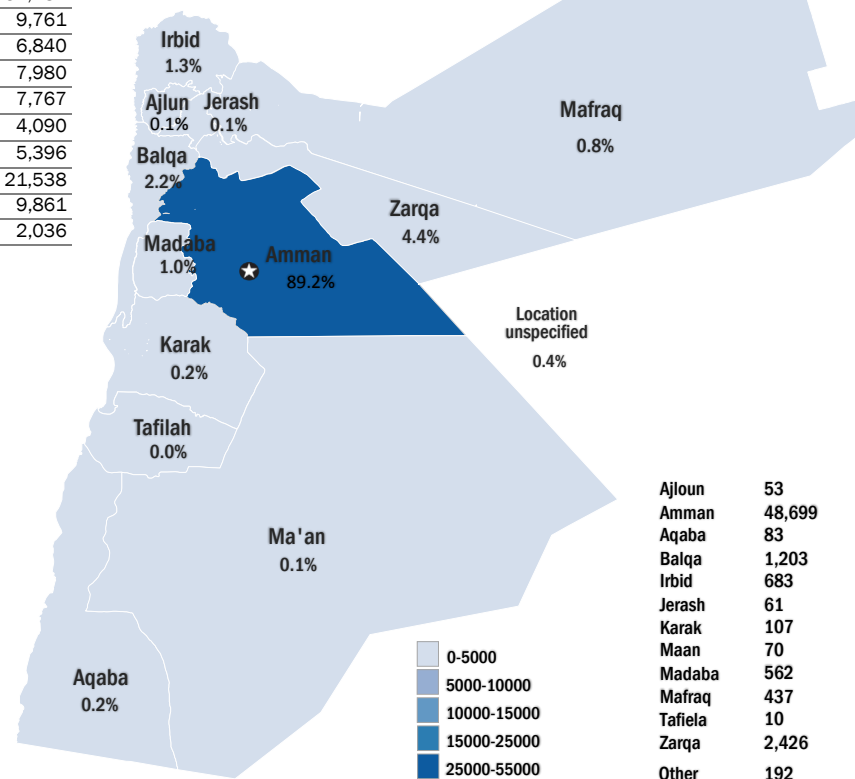 9,761
6,840
7,980
7,767
4,090
5,396
21,538
9,861
2,036
Irbid
1.3%
Ajlun
0.1%
Jerash
0.1%
Mafraq
0.8%
Balqa
2.2%
Zarqa
4.4%
Madaba
1.0%
Amman
89.2%
Location
unspecified
0.4%
Karak
0.2%
Tafilah
0.0%
Ma'an
0.1%
Aqaba
0.2%
0-5000
5000-10000
10000-15000
15000-25000
25000-55000
Ajloun 53
Amman 48,699
Aqaba 83
Balqa 1,203
Irbid 683
Jerash 61
Karak 107
Maan 70
Madaba 562
Mafraq 437
Tafiela 10
Zarqa 2,426
Other 192